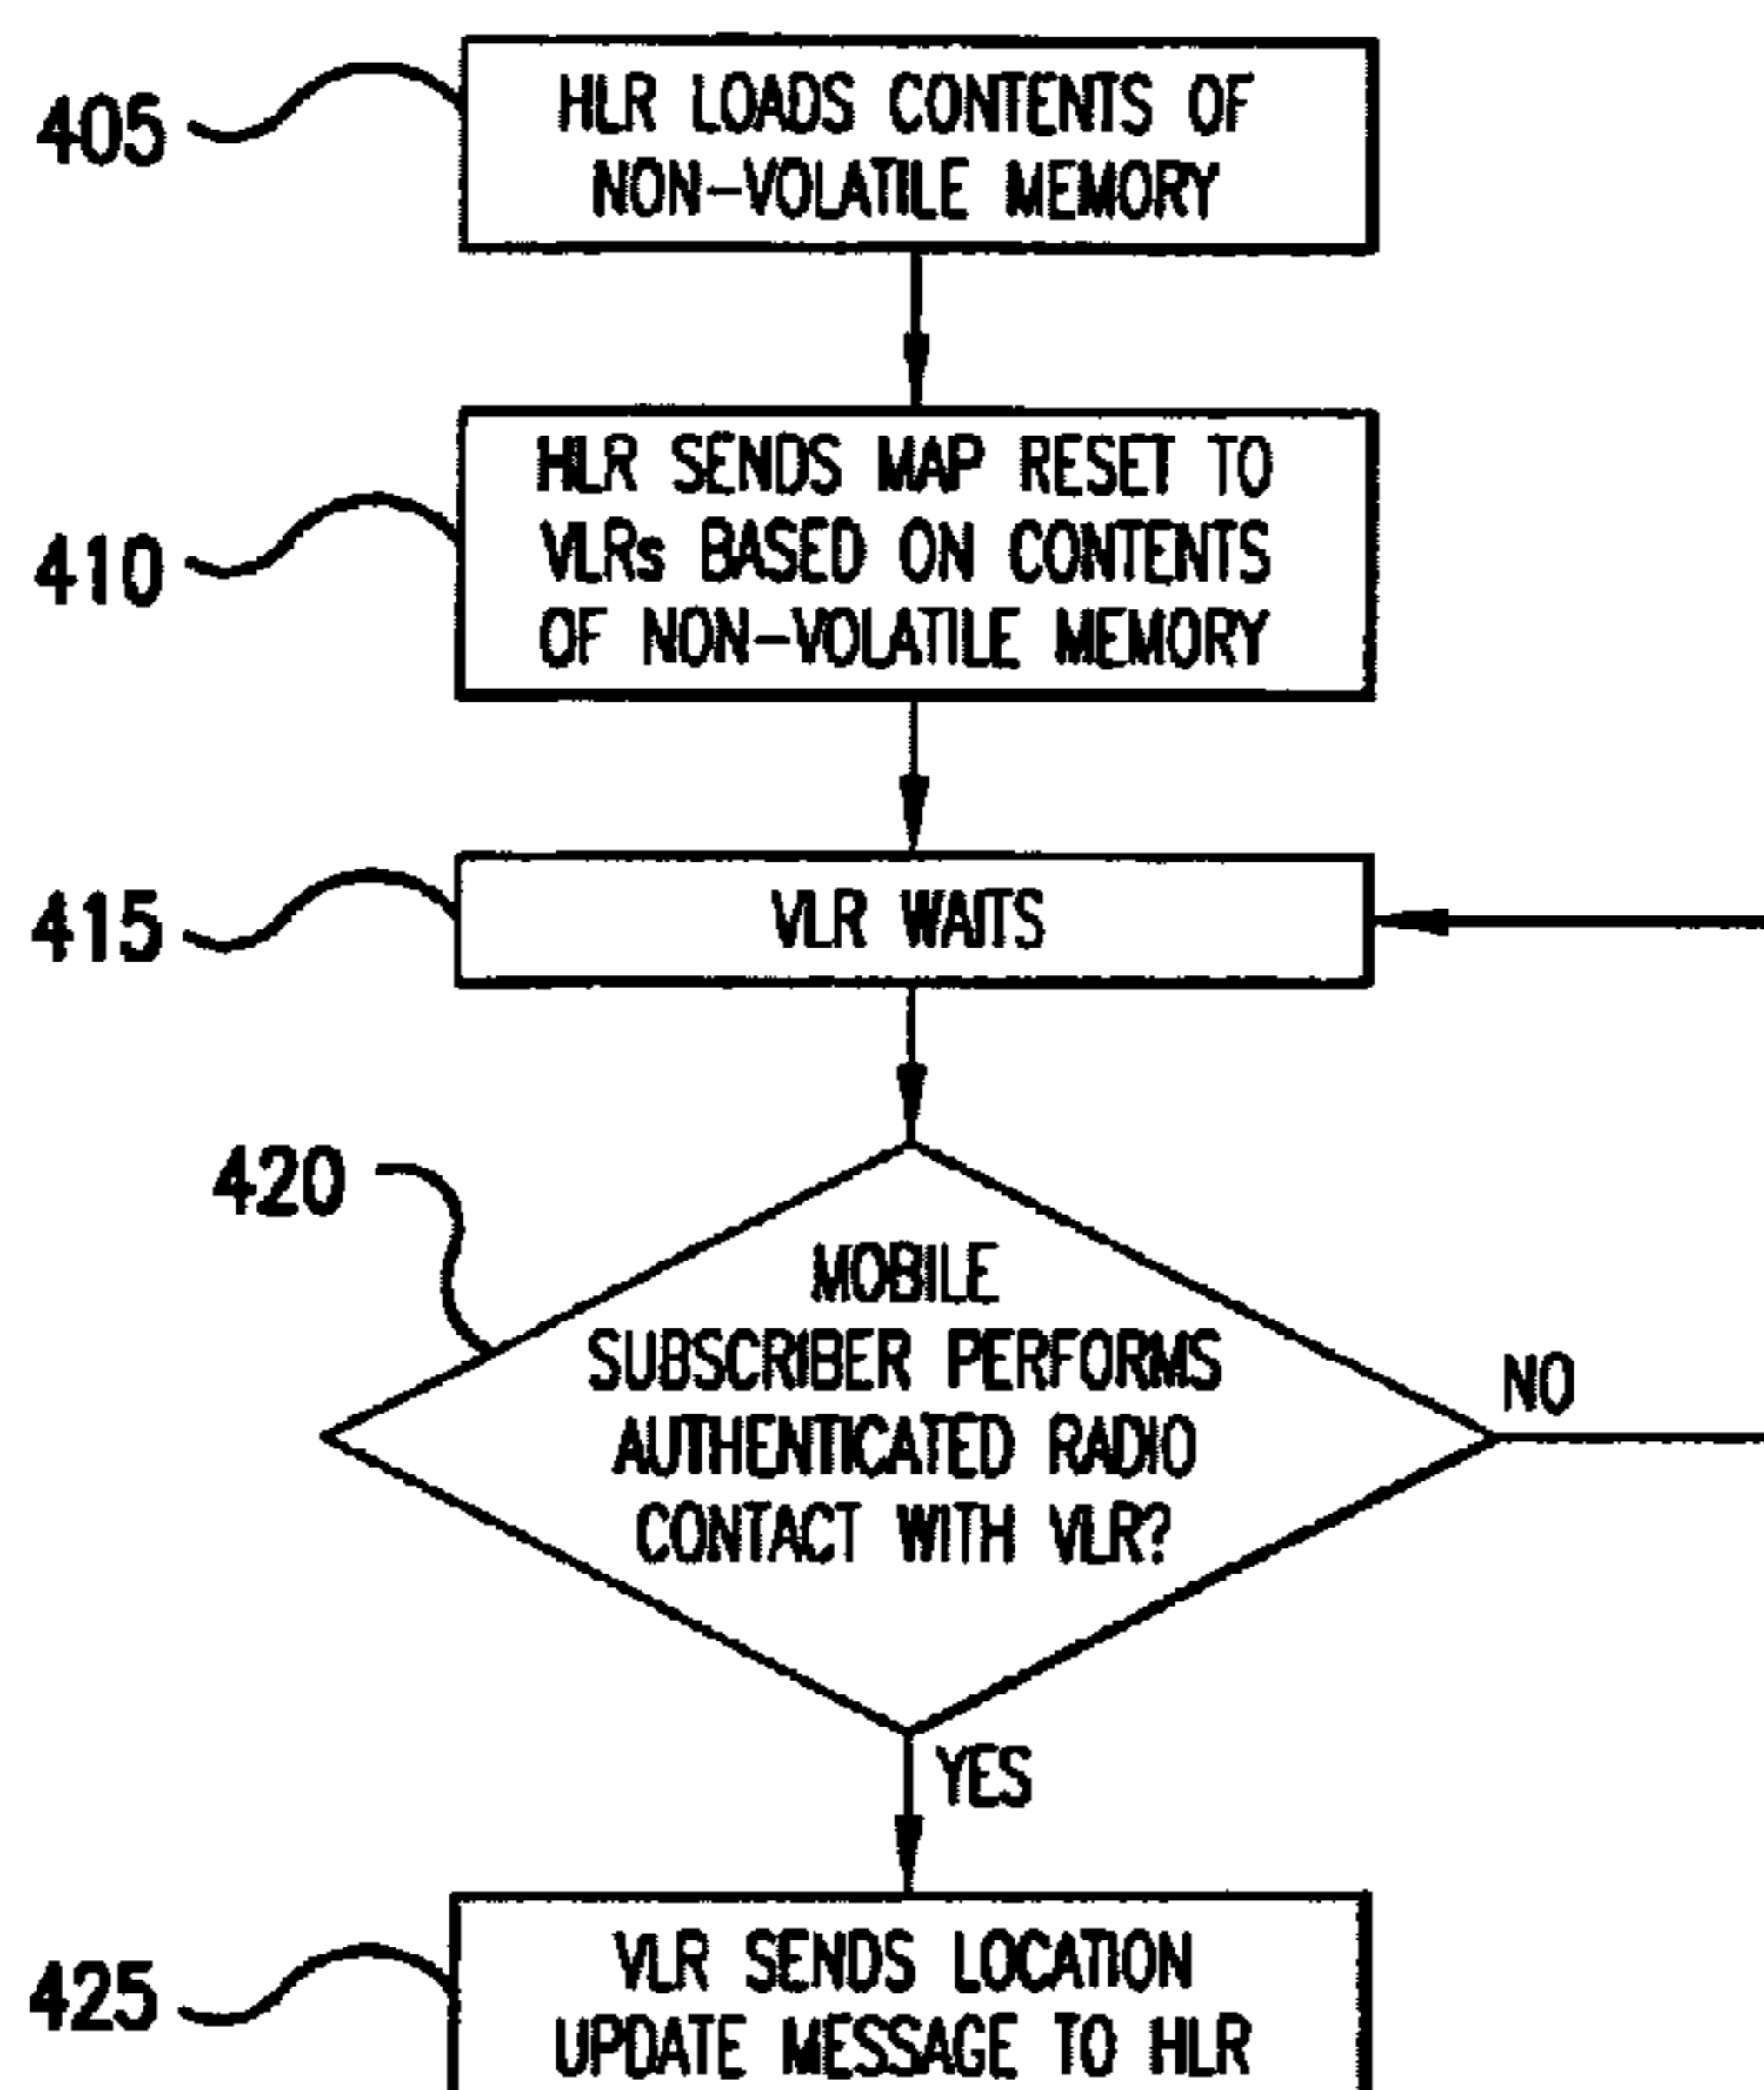 405
HLR LOADS CONTENTS OF
NON-VOLATILE MEMORY
410
HLR SENDS MAP RESET TO
VLRs BASED ON CONTENTS
OF NON-VOLATILE MEMORY
415
VLR WAITS
420
MOBILE
SUBSCRIBER PERFORMS
AUTHENTICATED RADIO
CONTACT WITH VLR?
NO
YES
425
VLR SENDS LOCATION
UPDATE MESSAGE TO HLR